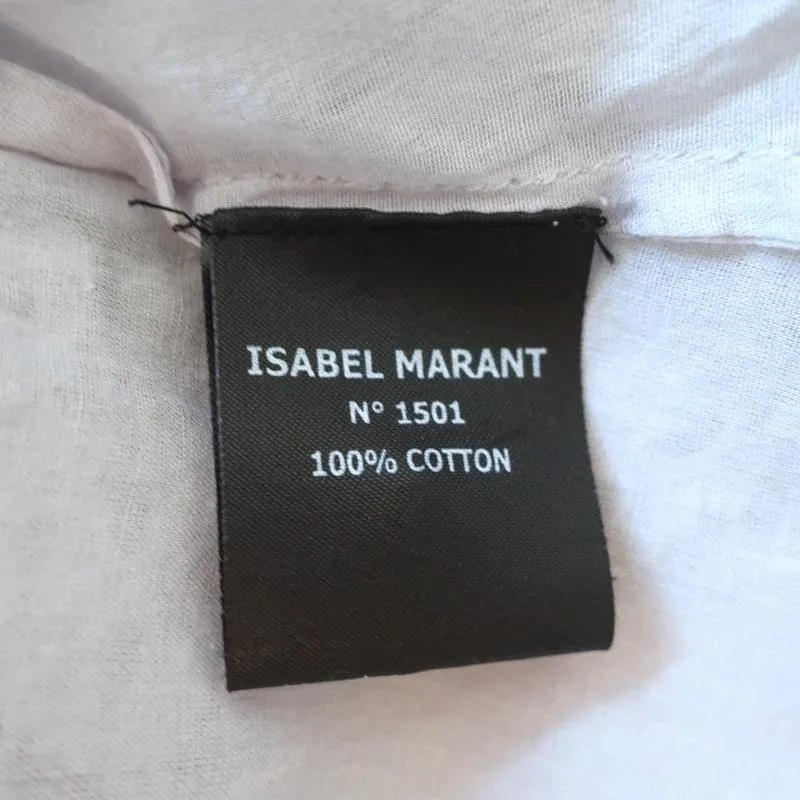 ISABEL MARANT
N° 1501
100% COTTON